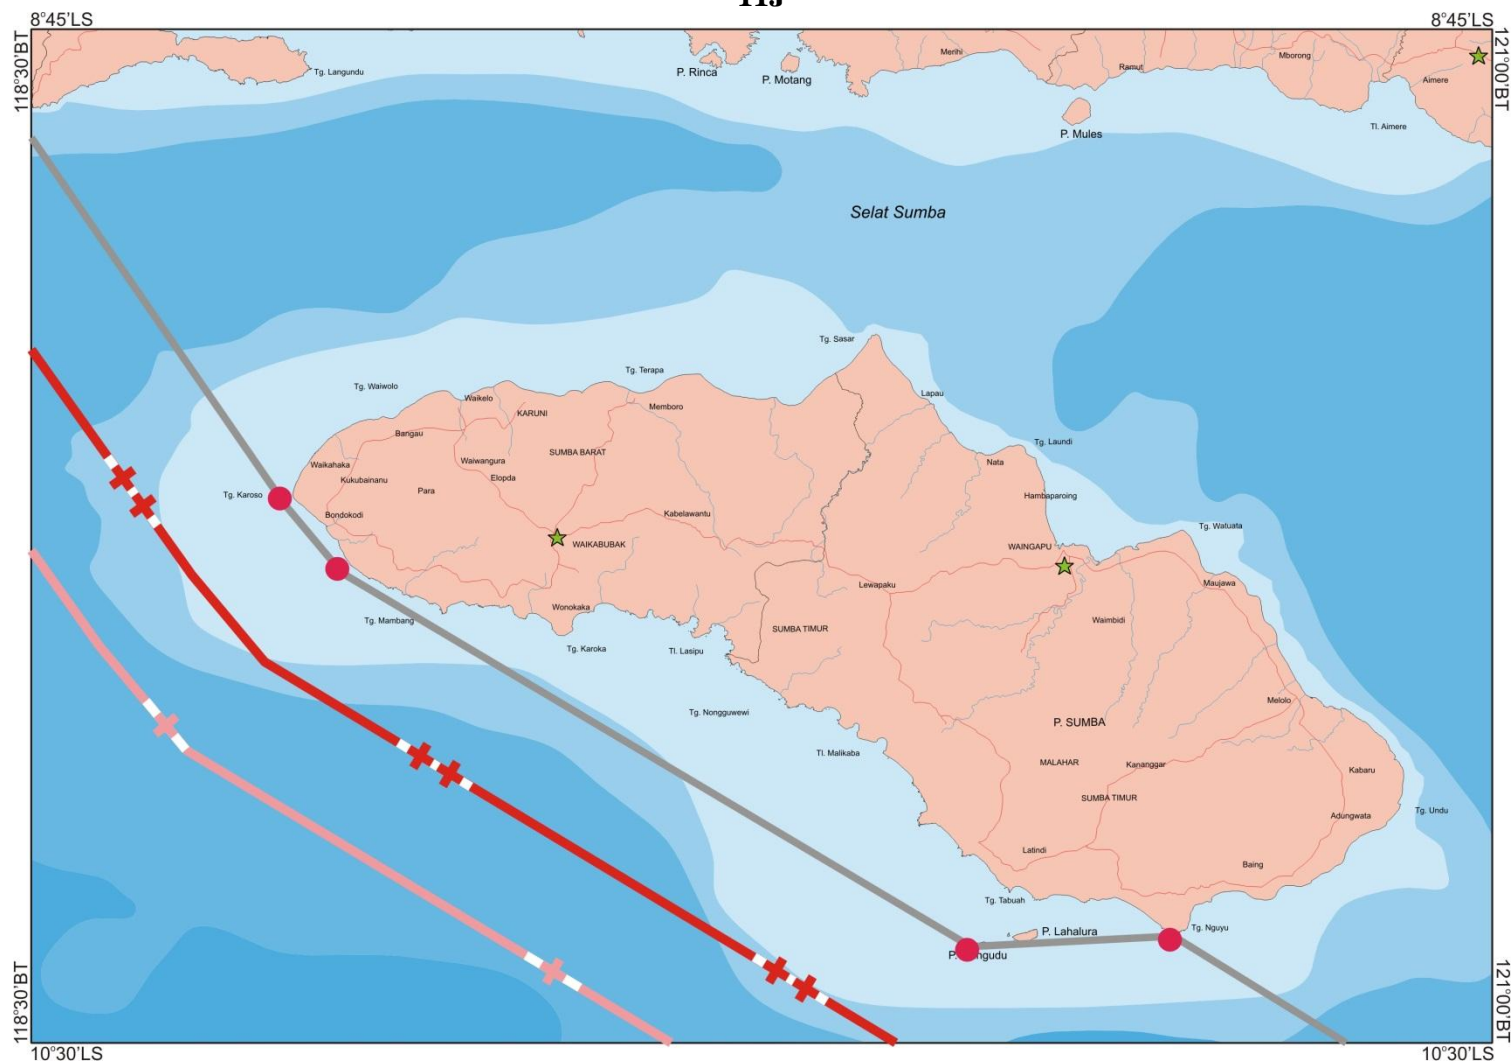 8°45'LS
8°45'LS
118°30'BT
121°00'BT
Tg. Langundu
P. Rinca
P. Motang
Merihi
Ramut
Mborong
Aimere
P. Mules
Tl. Aimere
Selat Sumba
Tg. Sasar
Tg. Terapa
Tg. Waiwolo
Waikelo
Lapau
Memboro
KARUNI
Bangau
Tg. Laundi
SUMBA BARAT
Waikahaka
Waiwangura
Nata
Kukubainanu
Elopda
Para
Tg. Karoso
Hambaparoing
Bondokodi
Kabelawantu
Tg. Watuata
WAIKABUBAK
WAINGAPU
Lewapaku
Maujawa
Wonokaka
Tg. Mambang
Waimbidi
SUMBA TIMUR
Tg. Karoka
Tl. Lasipu
Melolo
Tg. Nongguwewi
P. SUMBA
Tl. Malikaba
MALAHAR
Kananggar
Kabaru
SUMBA TIMUR
Tg. Undu
Adungwata
Latindi
Baing
Tg. Tabuah
P. Lahalura
Tg. Nguyu
118°30'BT
121°00'BT
10°30'LS
10°30'LS